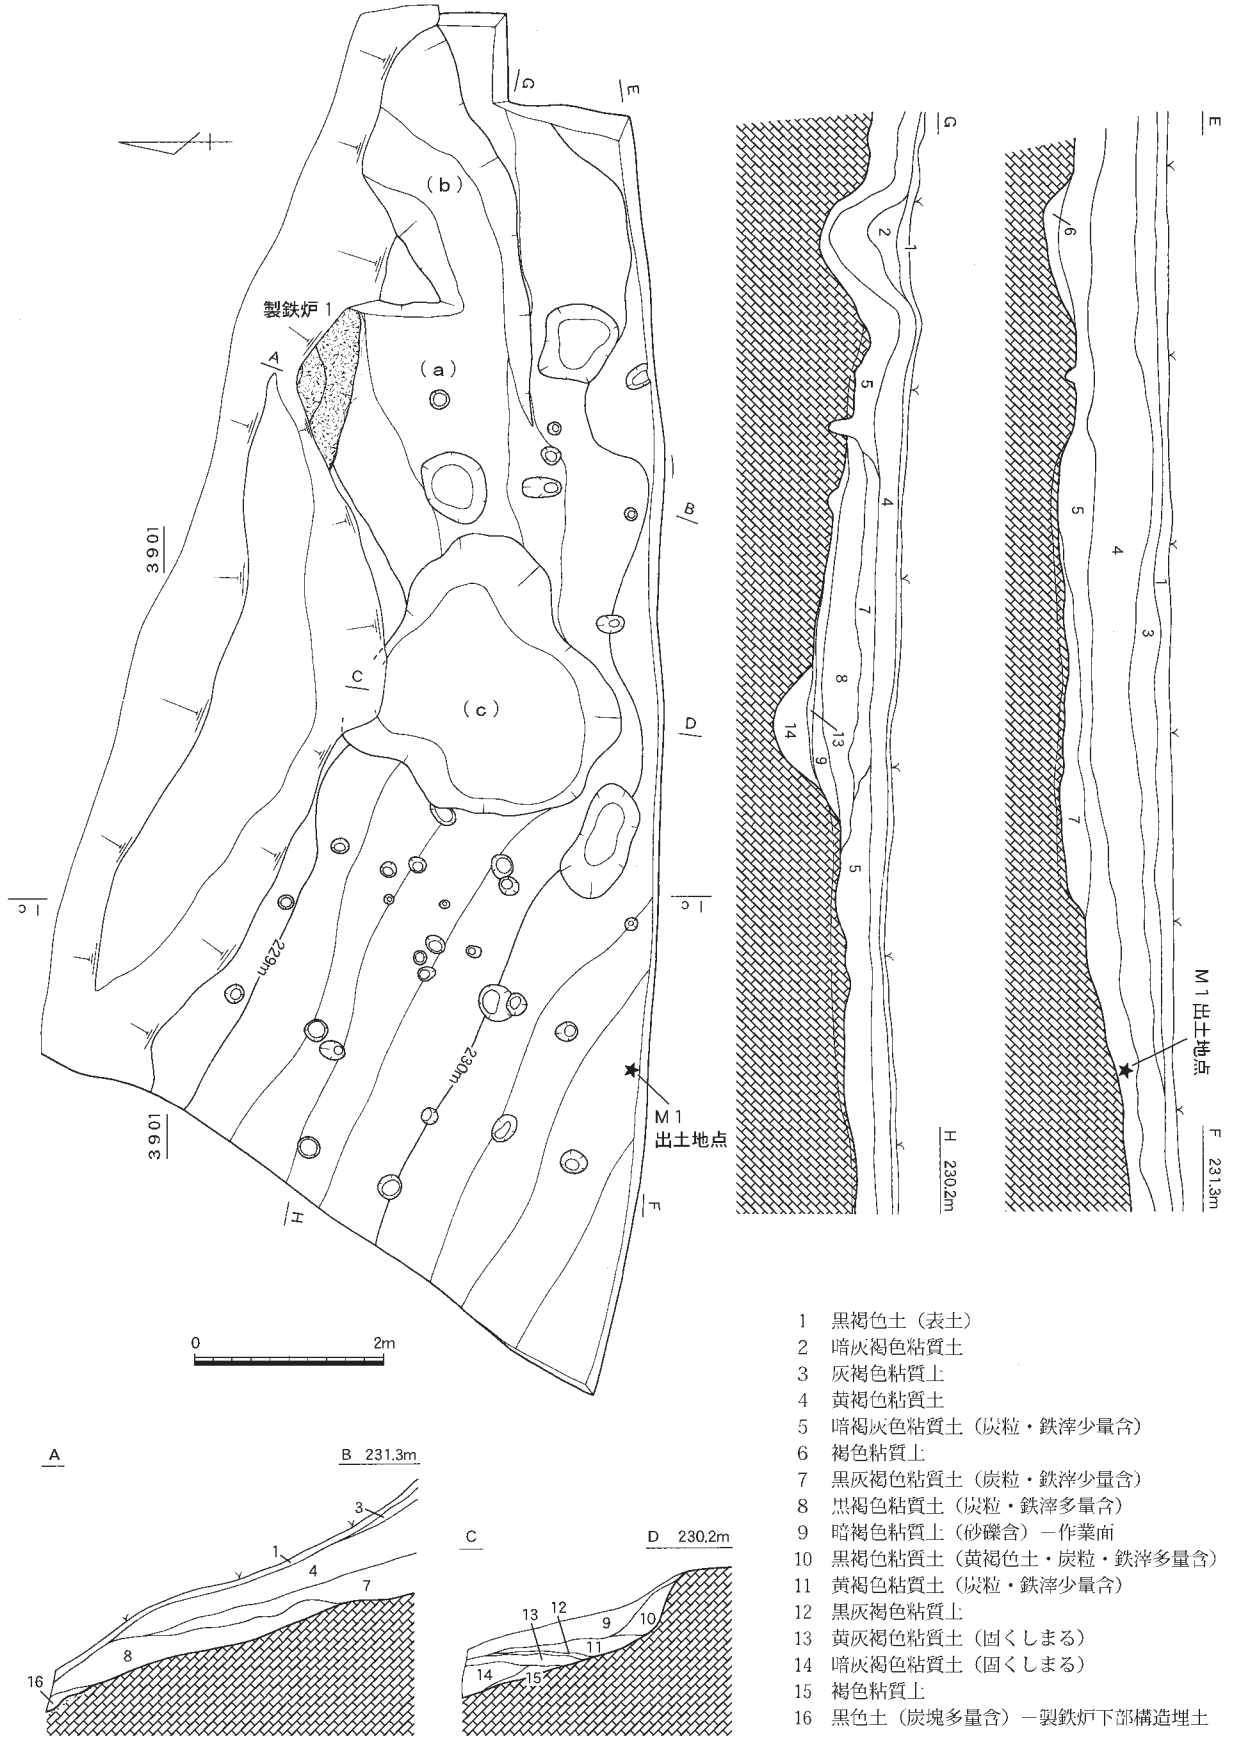 G
E
(b)
製鉄炉 1
A
(a)
B
3901
C
(c)
D
Ic
Ic
229m
230m
M1
出土地点
3901
H
F
G
1
2
5
4
7
8
13
14
9
5
H 230.2m
E
6
5
4
1
3
7
M1出土地点
F 231.3m
0 2m
1 黒褐色土（表土）
2 暗灰褐色粘質土
3 灰褐色粘質土
4 黄褐色粘質土
5 暗褐灰色粘質土（炭粒・鉄滓少量含）
6 褐色粘質土
7 黒灰褐色粘質土（炭粒・鉄滓少量含）
8 黒褐色粘質土（炭粒・鉄滓多量含）
9 暗褐色粘質土（砂礫含）－作業面
10 黒褐色粘質土（黄褐色土・炭粒・鉄滓多量含）
11 黄褐色粘質土（炭粒・鉄滓少量含）
12 黒灰褐色粘質土
13 黄灰褐色粘質土（固くしまる）
14 暗灰褐色粘質土（固くしまる）
15 褐色粘質土
16 黒色土（炭塊多量含）－製鉄炉下部構造埋土
A
B 231.3m
3
1
4
7
8
16
C
D 230.2m
13
12
9
10
11
14
15